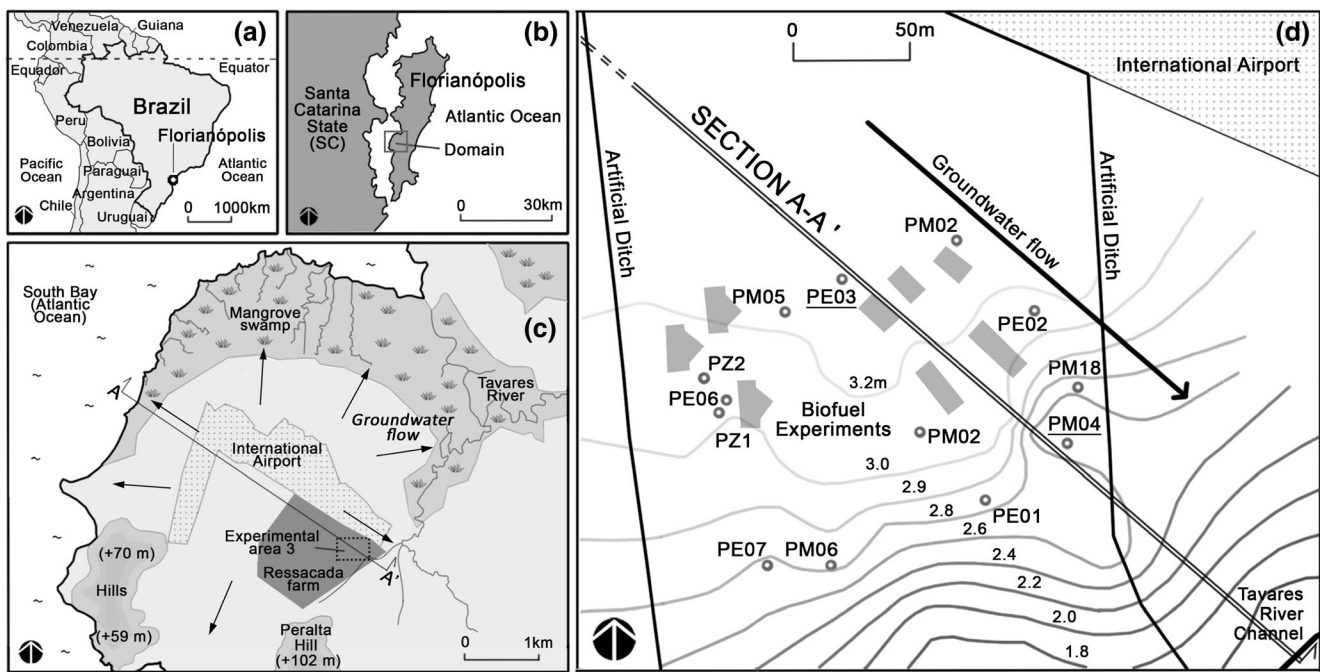 (a)
Venezuela
Guiana
Colombia
Equador
Equator
Brazil
Peru
Florianópolis
Bolivia
Pacific
Ocean
Paraguai
Atlantic
Ocean
Argentina
Chile
Uruguai
0
1000km
(b)
Florianópolis
Santa
Catarina
State
(SC)
Atlantic Ocean
Domain
0
30km
(c)
South Bay
(Atlantic
Ocean)
Mangrove
swamp
Tavares
River
A
Groundwater
flow
International
Airport
Experimental
area 3
Ressacada
farm
A'
(+70 m)
Hills
(+59 m)
Peralta
Hill
(+102 m)
0
1km
(d)
0
50m
International Airport
SECTION A-A '
Groundwater flow
Artificial Ditch
Artificial Ditch
PM02
PE03
PM05
PE02
PZ2
PM18
3.2m
PE06
Biofuel
Experiments
PM04
PZ1
PM02
3.0
2.9
2.8
PE01
2.6
PE07
PM06
2.4
2.2
2.0
1.8
Tavares
River
Channel